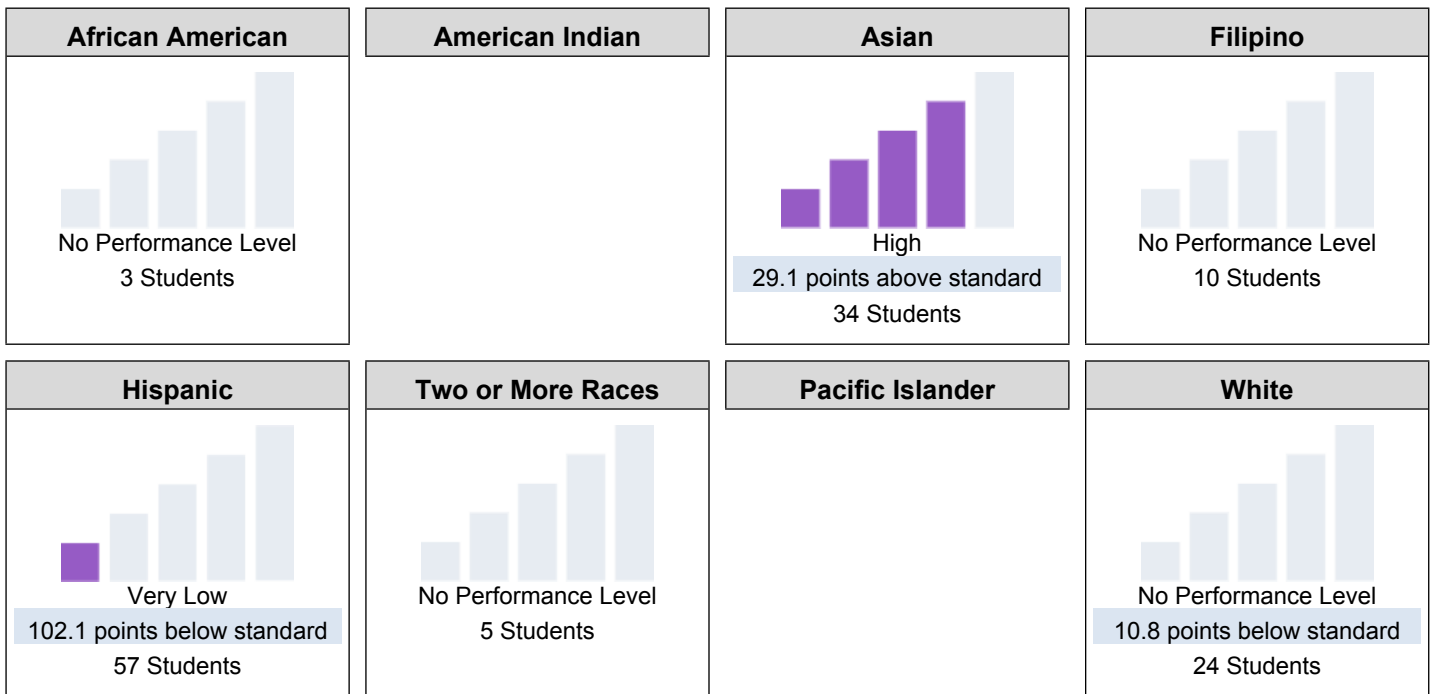 African American
No Performance Level
3 Students
American Indian
Asian
High
29.1 points above standard
34 Students
Filipino
No Performance Level
10 Students
Hispanic
Very Low
102.1 points below standard
57 Students
Two or More Races
No Performance Level
5 Students
Pacific Islander
White
No Performance Level
10.8 points below standard
24 Students